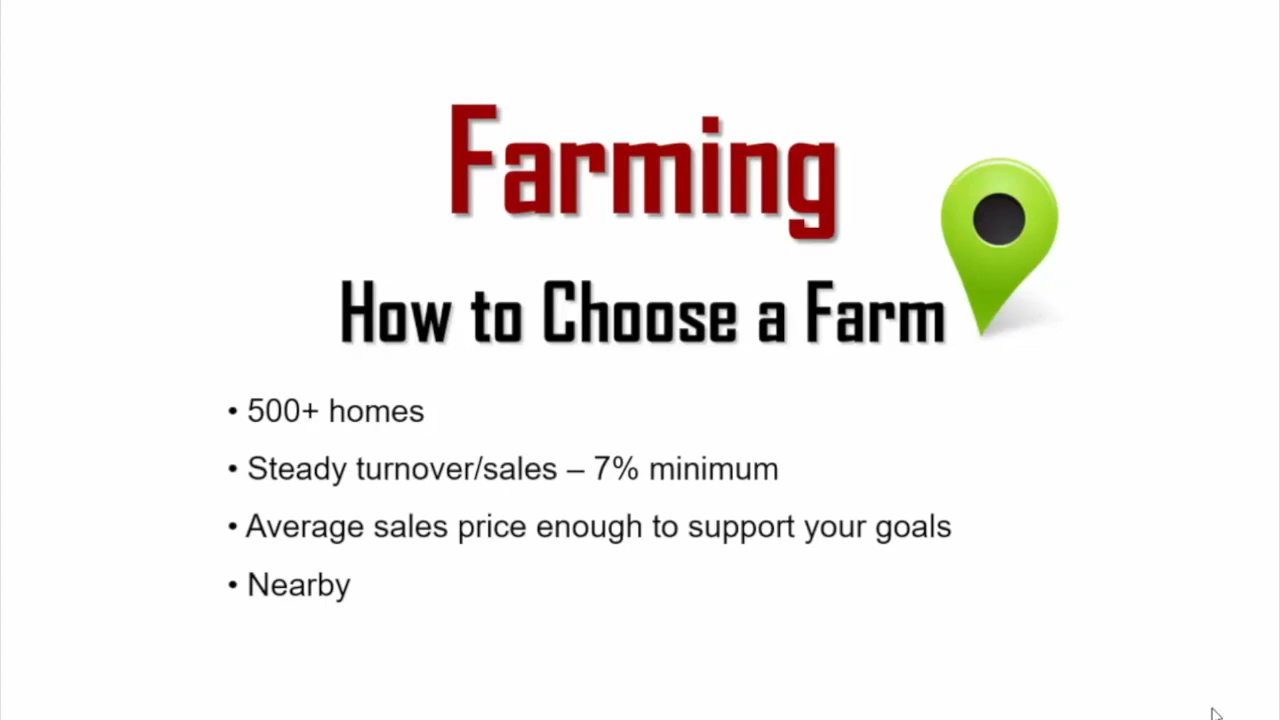 Farming
How to Choose a Farm
• 500+ homes
• Steady turnover/sales – 7% minimum
• Average sales price enough to support your goals
• Nearby